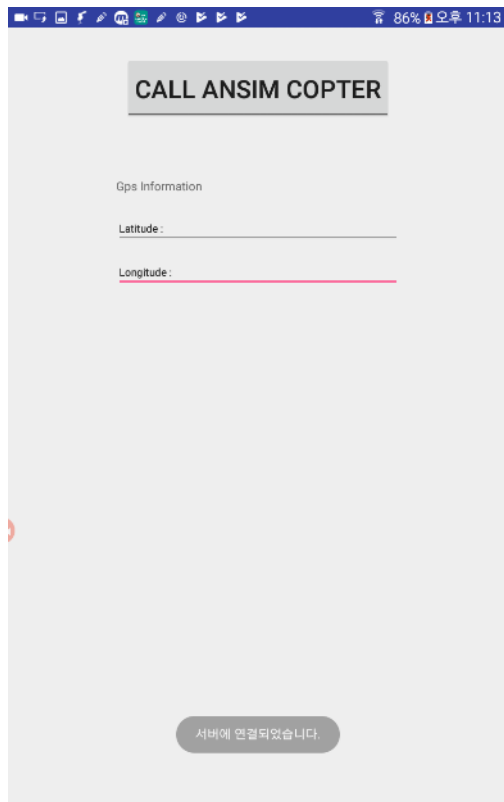 86% 오후 11:13
CALL ANSIM COPTER
Gps Information
Latitude :
Longitude :
서버에 연결되었습니다.